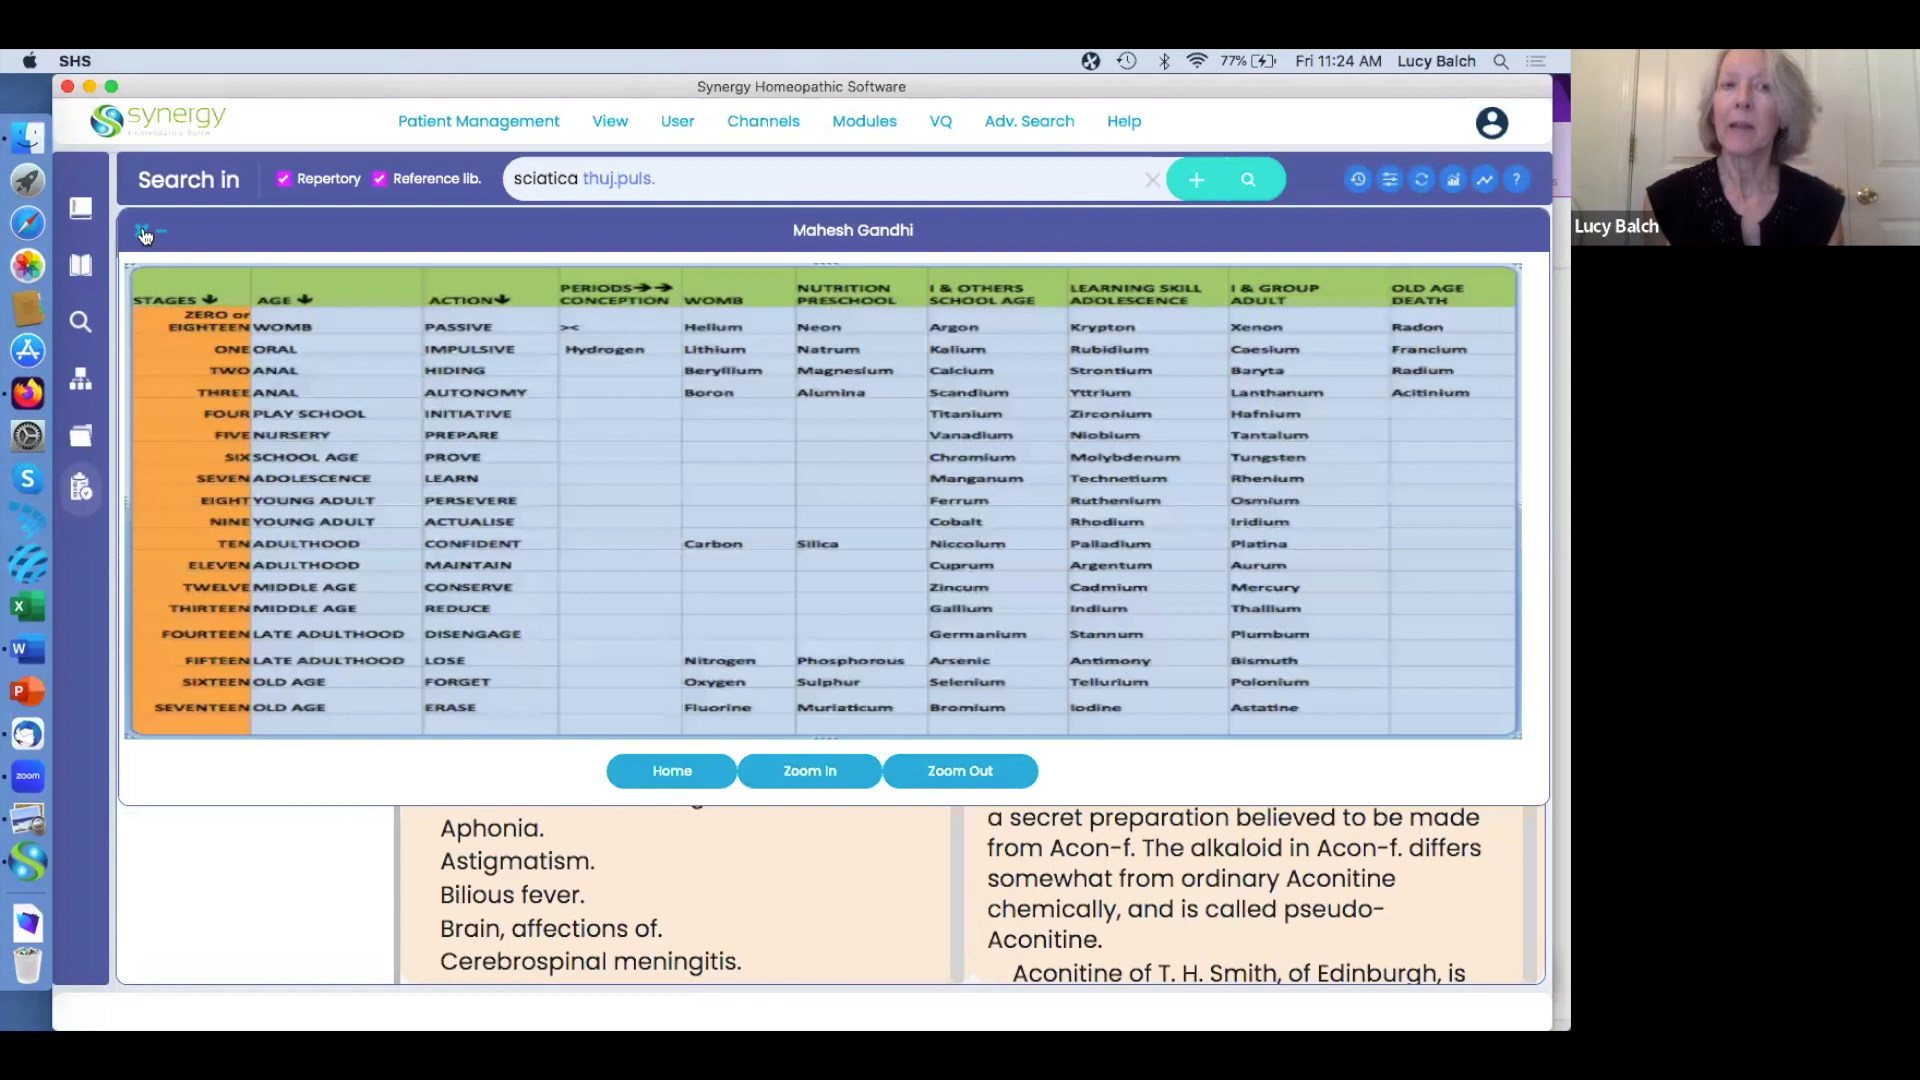 SHS
77%
Fri 11:24 AM
Lucy Balch
Synergy Homeopathic Software
synergy
Patient Management
View
User
Channels
Modules
VQ
Adv. Search
Help
Search in
Repertory
Reference lib.
sciatica thuj.puls.
Mahesh Gandhi
Lucy Balch
STAGES AGE ACTION PERIODS CONCEPTION WOMB NUTRITION PRESCHOOL I & OTHERS SCHOOL AGE LEARNING SKILL ADOLESCENCE I & GROUP ADULT OLD AGE DEATH
ZERO or EIGHTEEN WOMB PASSIVE >< Helium Neon Argon Krypton Xenon Radon
ONE ORAL IMPULSIVE Hydrogen Lithium Natrum Kalium Rubidium Caesium Francium
TWO ANAL HIDING Beryllium Magnesium Calcium Strontium Baryta Radium
THREE ANAL AUTONOMY Boron Alumina Scandium Yttrium Lanthanum Acitinium
FOUR PLAY SCHOOL INITIATIVE Titanium Zirconium Hafnium
FIVE NURSERY PREPARE Vanadium Niobium Tantalum
SIX SCHOOL AGE PROVE Chromium Molybdenum Tungsten
SEVEN ADOLESCENCE LEARN Manganum Technetium Rhenium
EIGHT YOUNG ADULT PERSEVERE Ferrum Ruthenium Osmium
NINE YOUNG ADULT ACTUALISE Cobalt Rhodium Iridium
TEN ADULTHOOD CONFIDENT Carbon Silica Niccolum Palladium Platina
ELEVEN ADULTHOOD MAINTAIN Cuprum Argentum Aurum
TWELVE MIDDLE AGE CONSERVE Zincum Cadmium Mercury
THIRTEEN MIDDLE AGE REDUCE Gallium Indium Thallium
FOURTEEN LATE ADULTHOOD DISENGAGE Germanium Stannum Plumbum
FIFTEEN LATE ADULTHOOD LOSE Nitrogen Phosphorous Arsenic Antimony Bismuth
SIXTEEN OLD AGE FORGET Oxygen Sulphur Selenium Tellurium Polonium
SEVENTEEN OLD AGE ERASE Fluorine Muriaticum Bromium Iodine Astatine
Home
Zoom In
Zoom Out
Aphonia.
Astigmatism.
Bilious fever.
Brain, affections of.
Cerebrospinal meningitis.
a secret preparation believed to be made
from Acon-f. The alkaloid in Acon-f. differs
somewhat from ordinary Aconitine
chemically, and is called pseudo-
Aconitine.
Aconitine of T. H. Smith, of Edinburgh, is
zoom